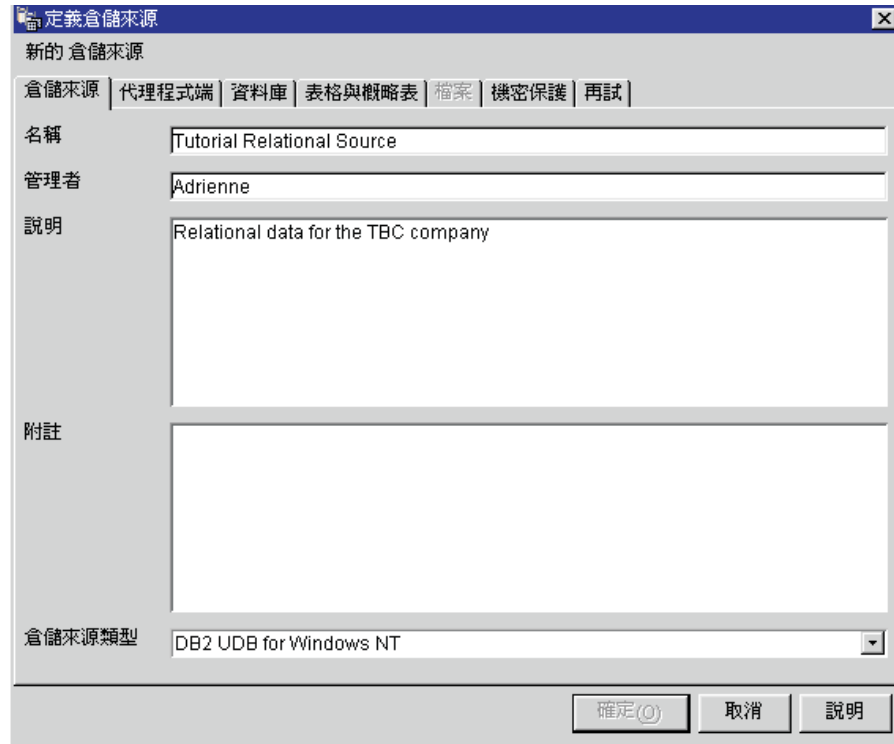 定義倉儲來源
新的 倉儲來源
倉儲來源 代理程式端 資料庫 表格與概略表 檔案 機密保護 再試
名稱 Tutorial Relational Source
管理者 Adrienne
說明 Relational data for the TBC company
附註
倉儲來源類型 DB2 UDB for Windows NT
確定(O) 取消 說明